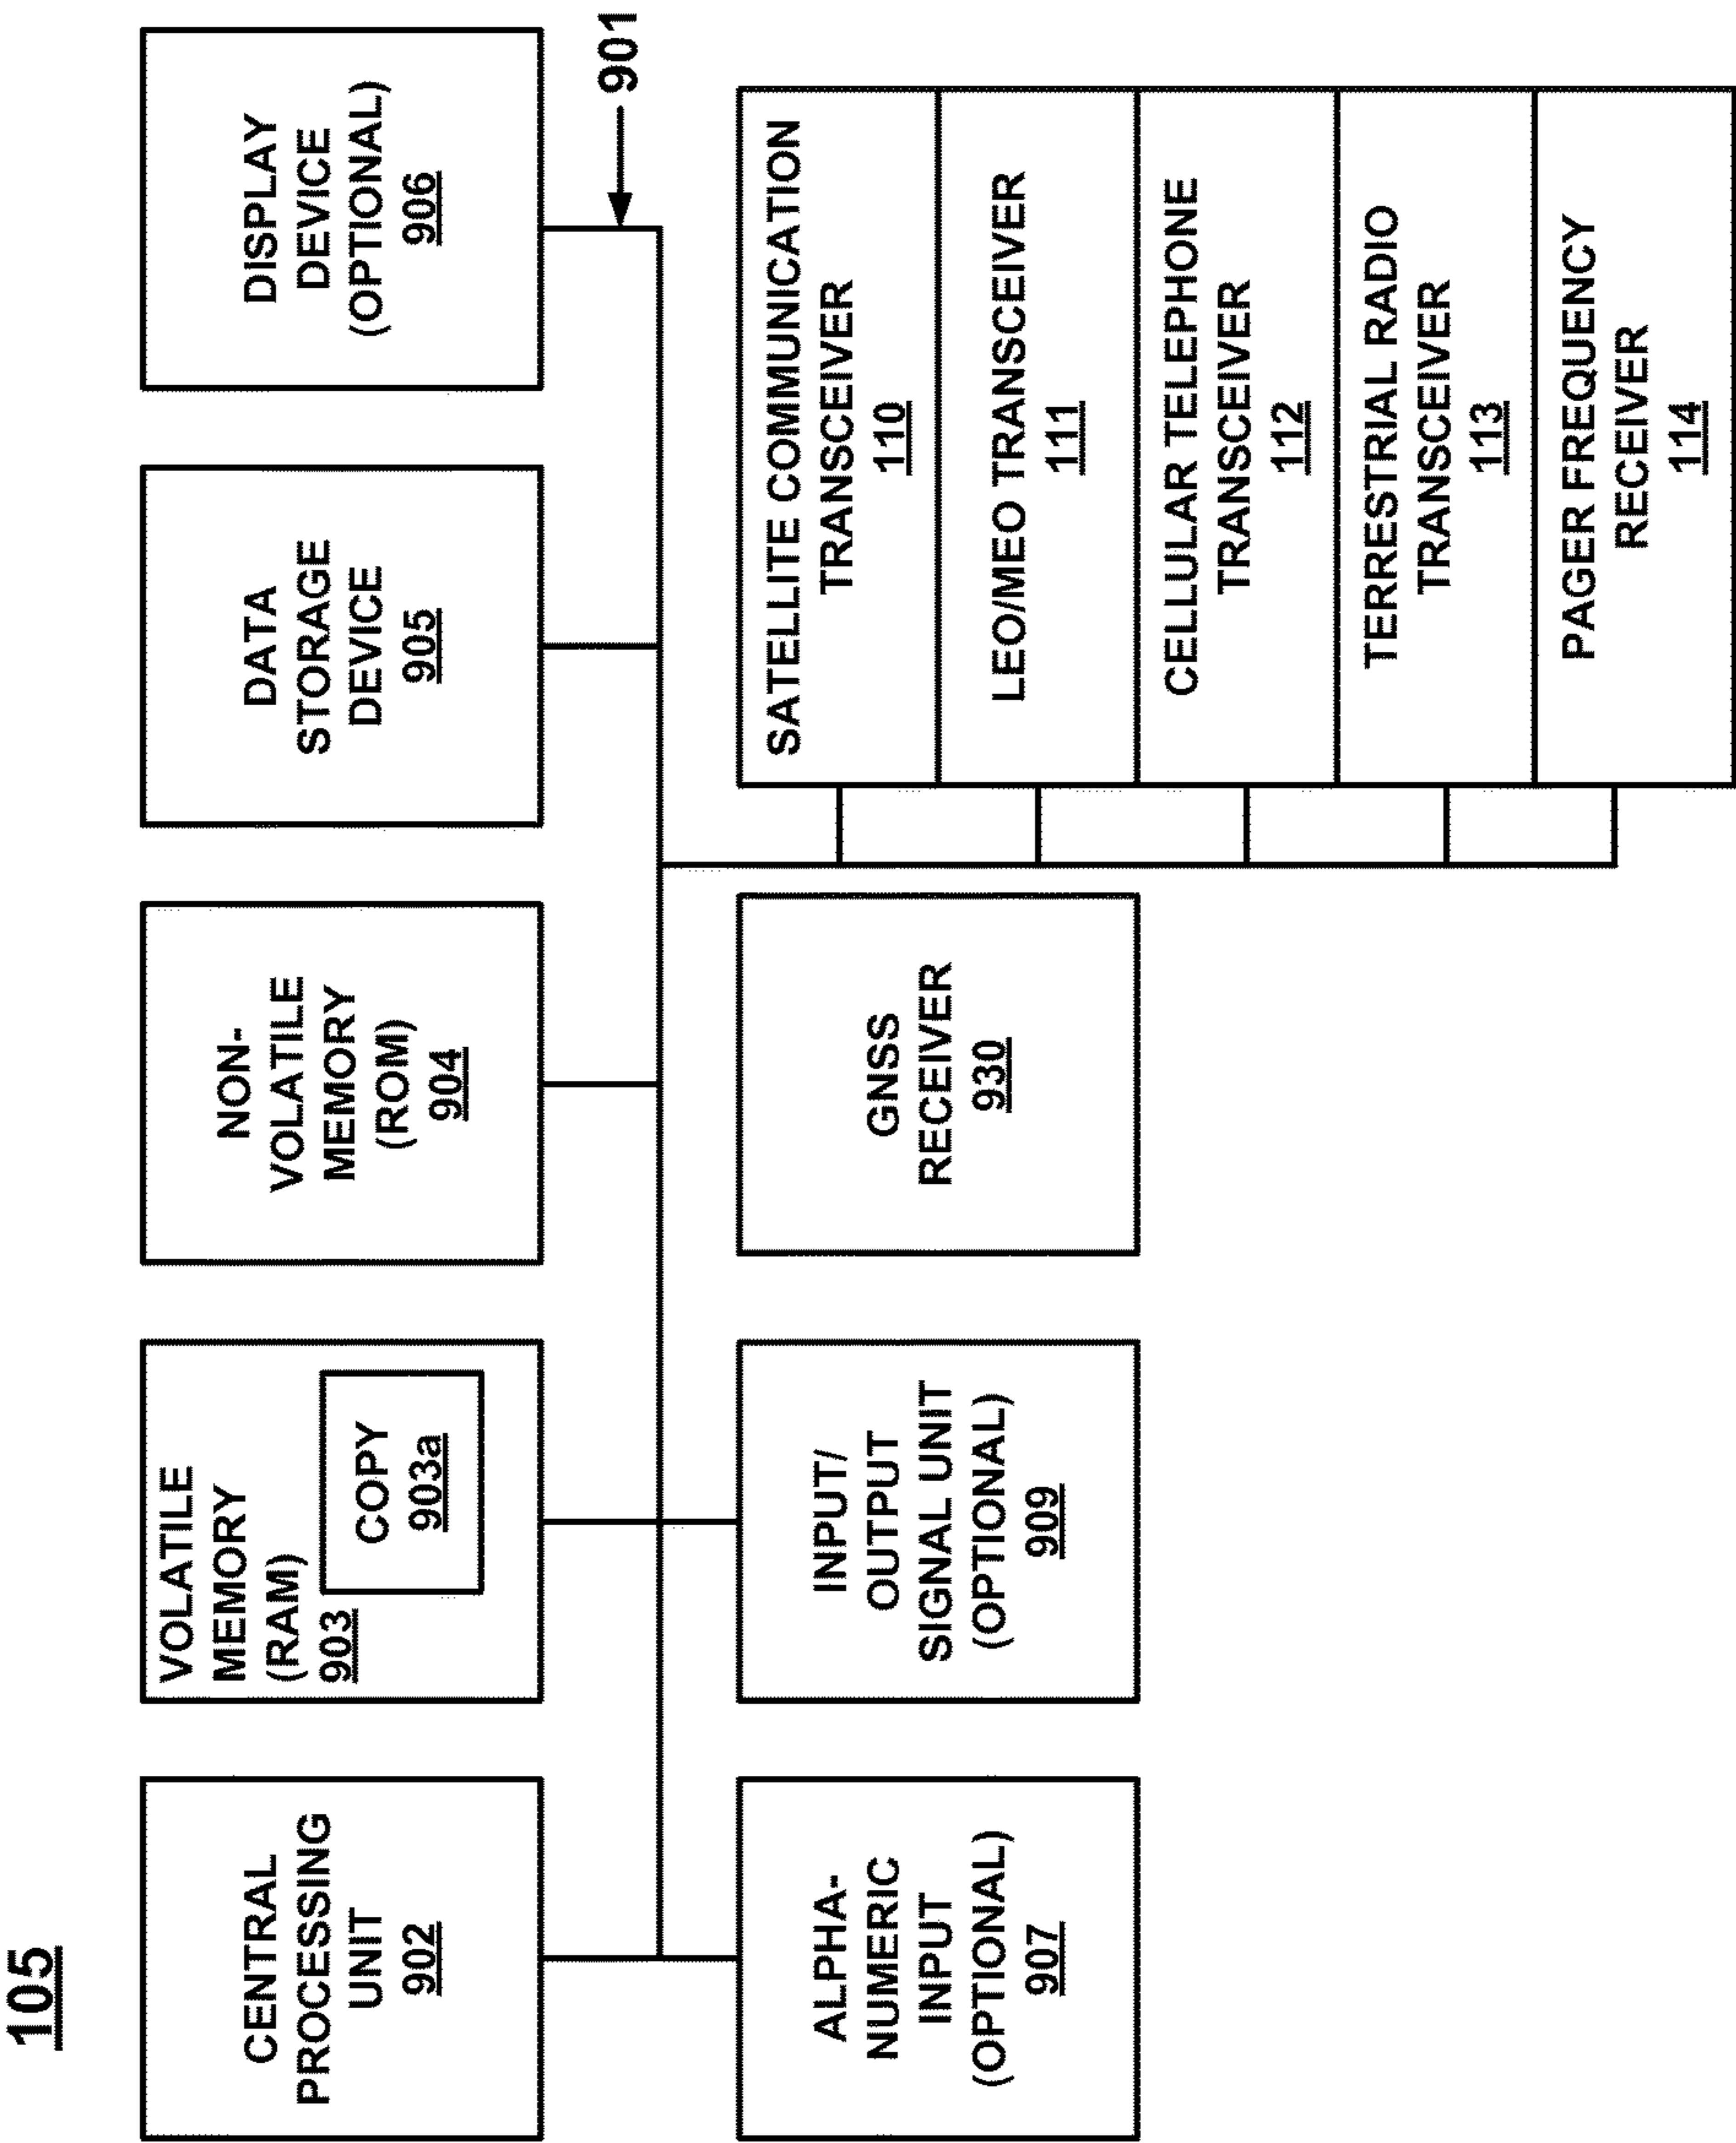 105
CENTRAL
PROCESSING
UNIT
902
VOLATILE
MEMORY
(RAM)
903
COPY
903a
NON-
VOLATILE
MEMORY
(ROM)
904
DATA
STORAGE
DEVICE
905
DISPLAY
DEVICE
(OPTIONAL)
906
901
ALPHA-
NUMERIC
INPUT
(OPTIONAL)
907
INPUT/
OUTPUT
SIGNAL UNIT
(OPTIONAL)
909
GNSS
RECEIVER
930
SATELLITE COMMUNICATION
TRANSCEIVER
110
LEO/MEO TRANSCEIVER
111
CELLULAR TELEPHONE
TRANSCEIVER
112
TERRESTRIAL RADIO
TRANSCEIVER
113
PAGER FREQUENCY
RECEIVER
114